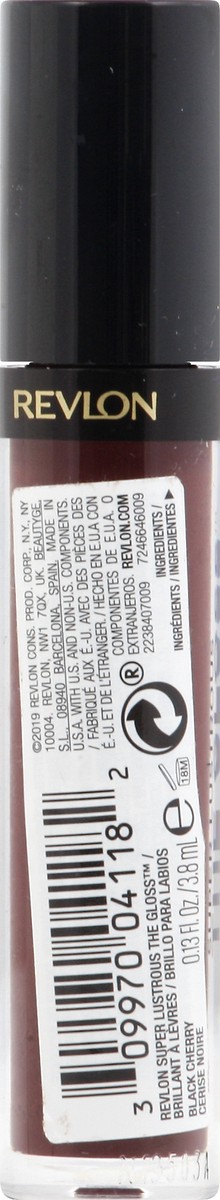 REVLON
©2019 REVLON CONS. PROD. CORP., N.Y., NY
10004. REVLON, NW1 7QX, UK. BEAUTYGE,
S.L., 08940 BARCELONA, SPAIN. MADE IN
U.S.A. WITH U.S. AND NON-U.S. COMPONENTS
/ FABRIQUÉ AUX É.-U. AVEC DES PIÈCES DES
É.-U. ET DE L'ÉTRANGER / HECHO EN E.U.A CON
COMPONENTES DE E.U.A. O
EXTRANJEROS. REVLON.COM
2238407009 7246646009
INGREDIENTS /
INGRÉDIENTS / INGREDIENTES ▶
®
18M
3 09970 04118 2
e
0.13 Fl. Oz./3.8 mL
REVLON SUPER LUSTROUS THE GLOSS™ /
BRILLANT À LÈVRES / BRILLO PARA LABIOS
BLACK CHERRY
CERISE NOIRE